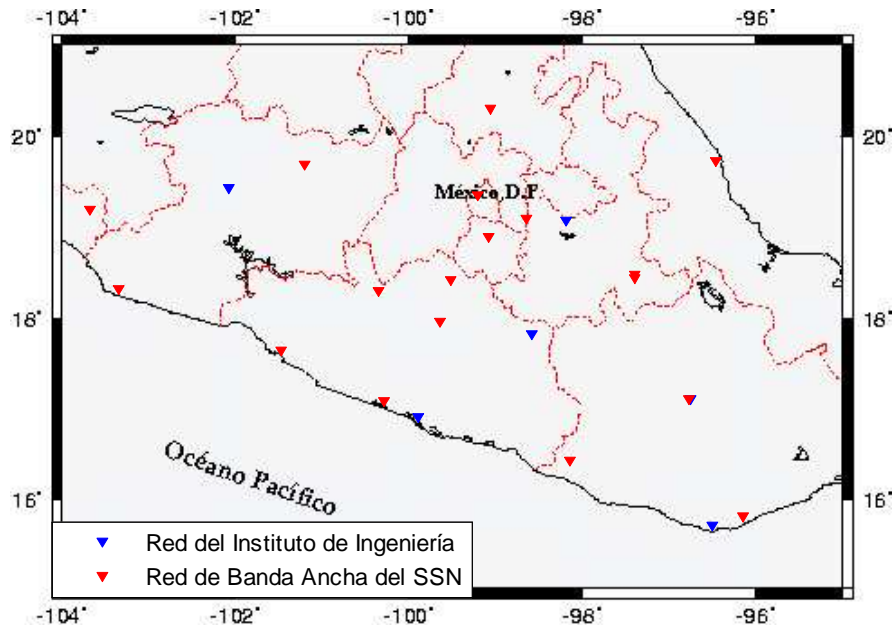 -104° -102° -100° -98° -96°
20°
México, D.F.
18°
16°
Océano Pacífico
Red del Instituto de Ingeniería
Red de Banda Ancha del SSN
-104° -102° -100° -98° -96°
20°
18°
16°